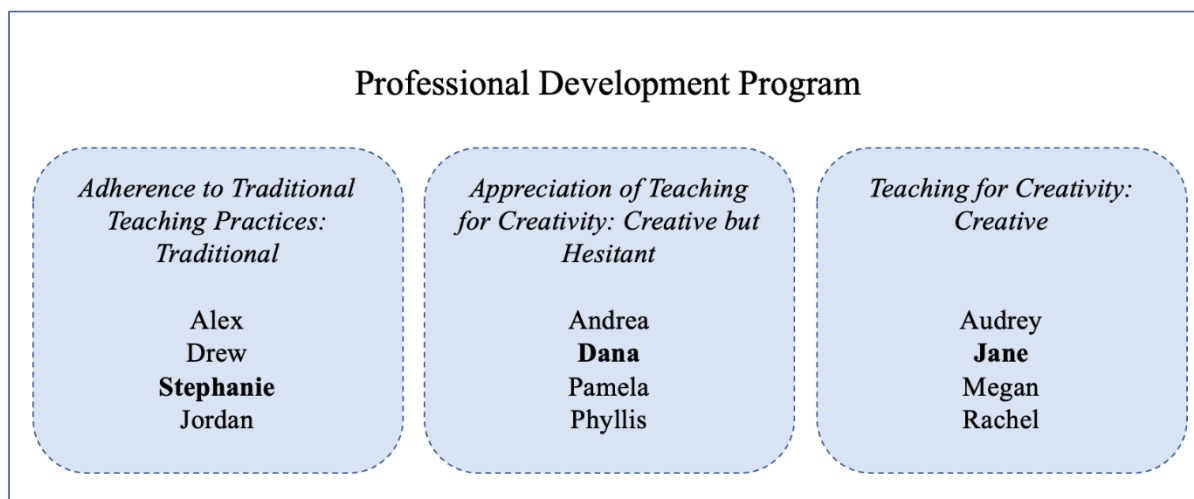 Professional Development Program
Adherence to Traditional
Teaching Practices:
Traditional
Alex
Drew
Stephanie
Jordan
Appreciation of Teaching
for Creativity: Creative but
Hesitant
Andrea
Dana
Pamela
Phyllis
Teaching for Creativity:
Creative
Audrey
Jane
Megan
Rachel